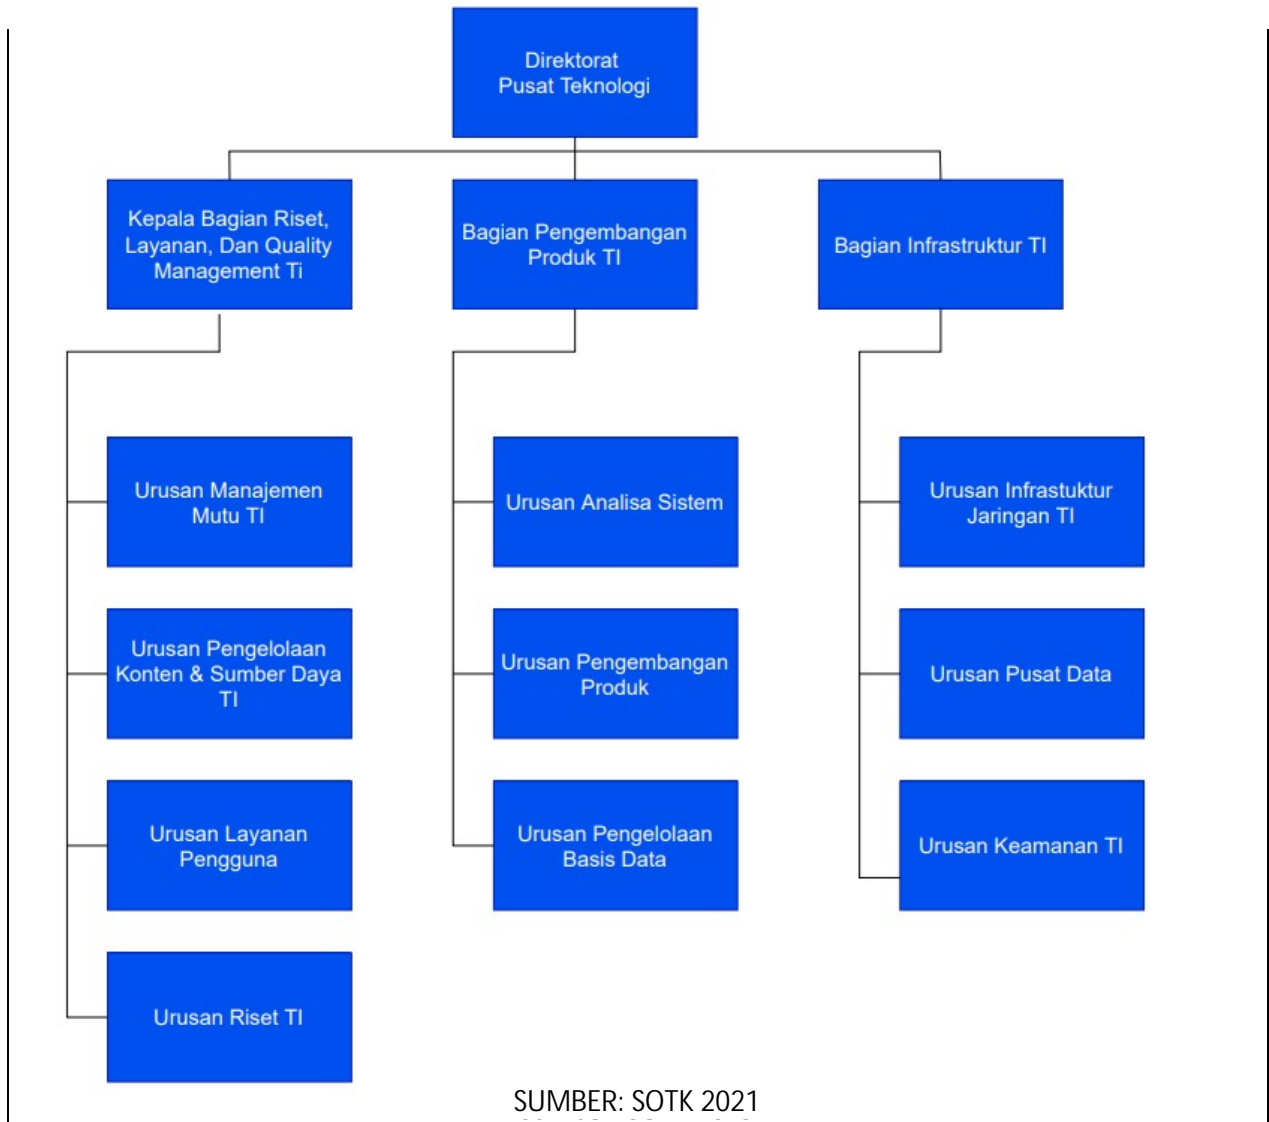 Direktorat
Pusat Teknologi
Kepala Bagian Riset,
Layanan, Dan Quality
Management Ti
Bagian Pengembangan
Produk TI
Bagian Infrastruktur TI
Urusan Manajemen
Mutu TI
Urusan Analisa Sistem
Urusan Infrastuktur
Jaringan TI
Urusan Pengelolaan
Konten & Sumber Daya
TI
Urusan Pengembangan
Produk
Urusan Pusat Data
Urusan Layanan
Pengguna
Urusan Pengelolaan
Basis Data
Urusan Keamanan TI
Urusan Riset TI
SUMBER: SOTK 2021